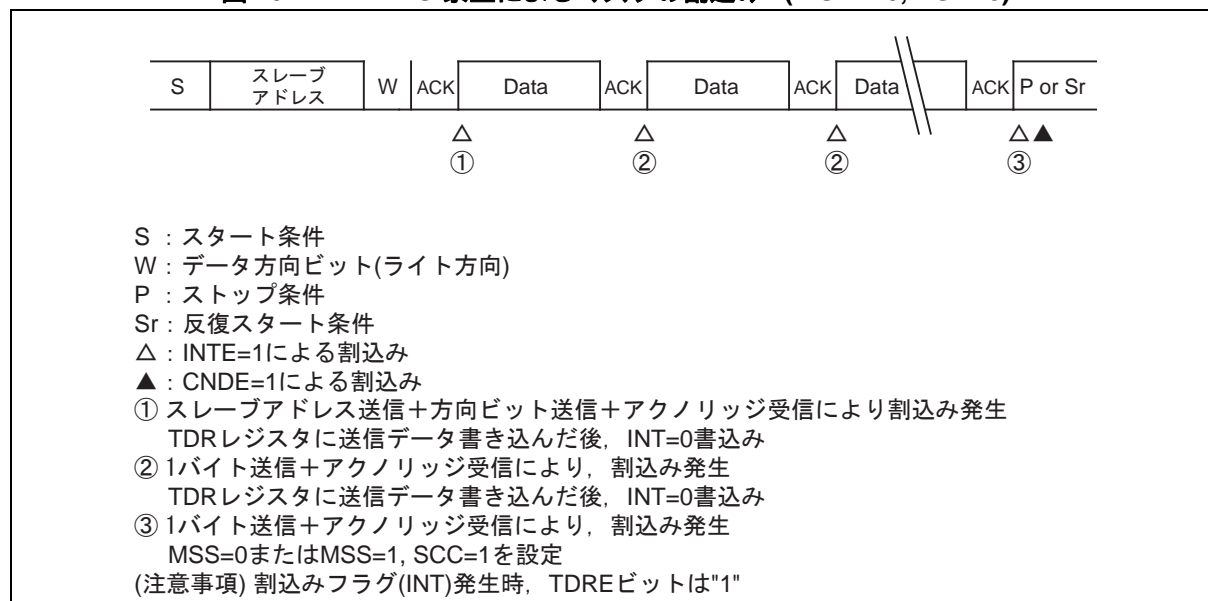 S スレーブ アドレス W ACK Data ACK Data ACK Data ACK P or Sr
△ △ △ △▲
① ② ② ③
S : スタート条件
W : データ方向ビット(ライト方向)
P : ストップ条件
Sr : 反復スタート条件
△ : INTE=1による割込み
▲ : CNDE=1による割込み
① スレーブアドレス送信+方向ビット送信+アクノリッジ受信により割込み発生
TDRレジスタに送信データ書き込んだ後, INT=0書込み
② 1バイト送信+アクノリッジ受信により, 割込み発生
TDRレジスタに送信データ書き込んだ後, INT=0書込み
③ 1バイト送信+アクノリッジ受信により, 割込み発生
MSS=0またはMSS=1, SCC=1を設定
(注意事項) 割込みフラグ(INT)発生時, TDREビットは"1"